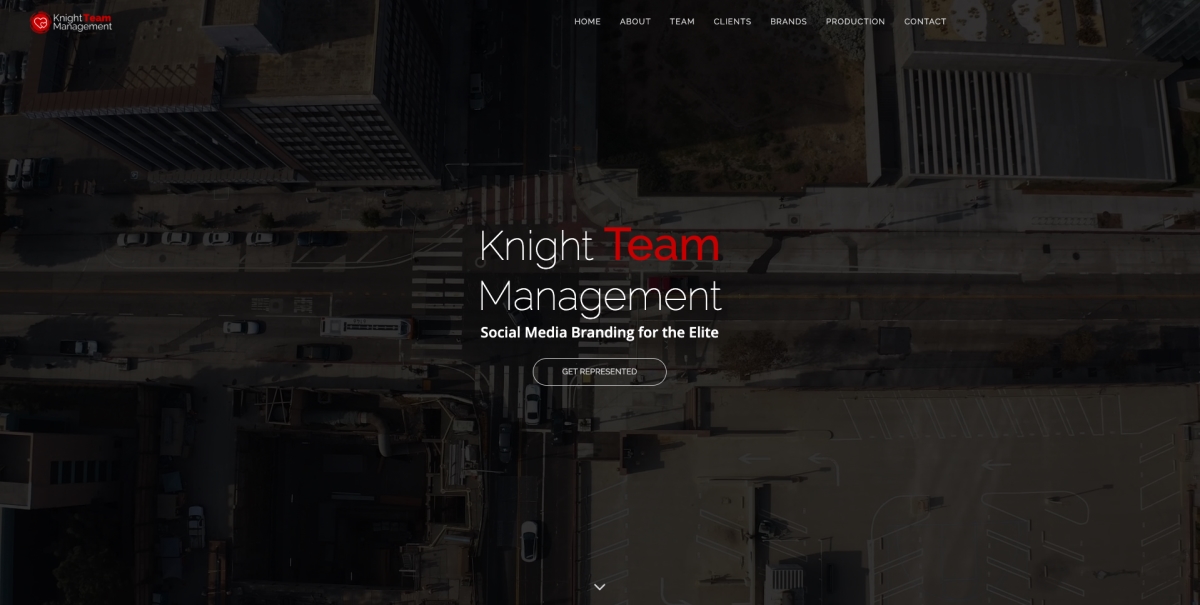 Knight Team
Management
HOME ABOUT TEAM CLIENTS BRANDS PRODUCTION CONTACT
Knight Team
Management
Social Media Branding for the Elite
GET REPRESENTED